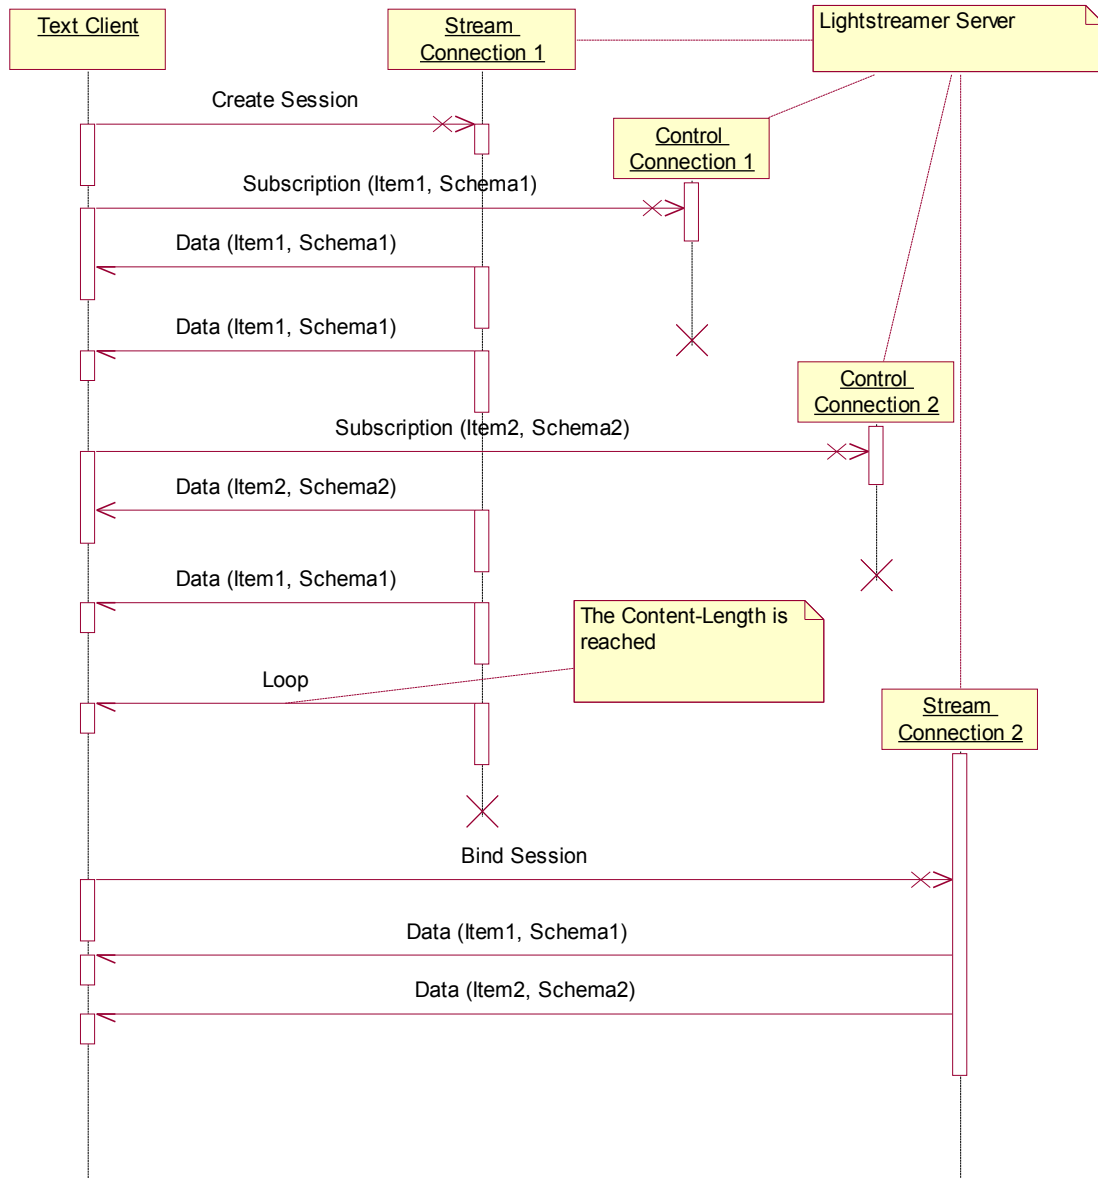 Text Client
Stream
Connection 1
Lightstreamer Server
Create Session
Control
Connection 1
Subscription (Item1, Schema1)
Data (Item1, Schema1)
Data (Item1, Schema1)
Control
Connection 2
Subscription (Item2, Schema2)
Data (Item2, Schema2)
Data (Item1, Schema1)
The Content-Length is
reached
Loop
Stream
Connection 2
Bind Session
Data (Item1, Schema1)
Data (Item2, Schema2)